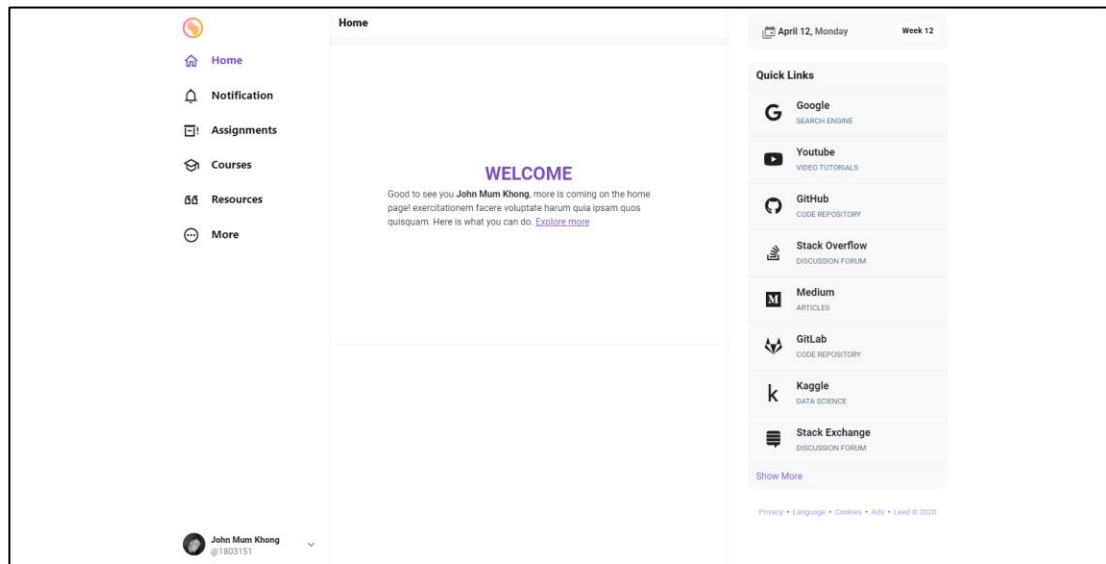 Home
Notification
Assignments
Courses
Resources
More
John Mum Khong
@1803151
Home
WELCOME
Good to see you John Mum Khong, more is coming on the home
page! exercitationem facere voluptate harum quia ipsam quos
quisquam. Here is what you can do. Explore more
April 12, Monday Week 12
Quick Links
Google
SEARCH ENGINE
Youtube
VIDEO TUTORIALS
GitHub
CODE REPOSITORY
Stack Overflow
DISCUSSION FORUM
Medium
ARTICLES
GitLab
CODE REPOSITORY
Kaggle
DATA SCIENCE
Stack Exchange
DISCUSSION FORUM
Show More
Privacy • Language • Cookies • Ads • Leed © 2020